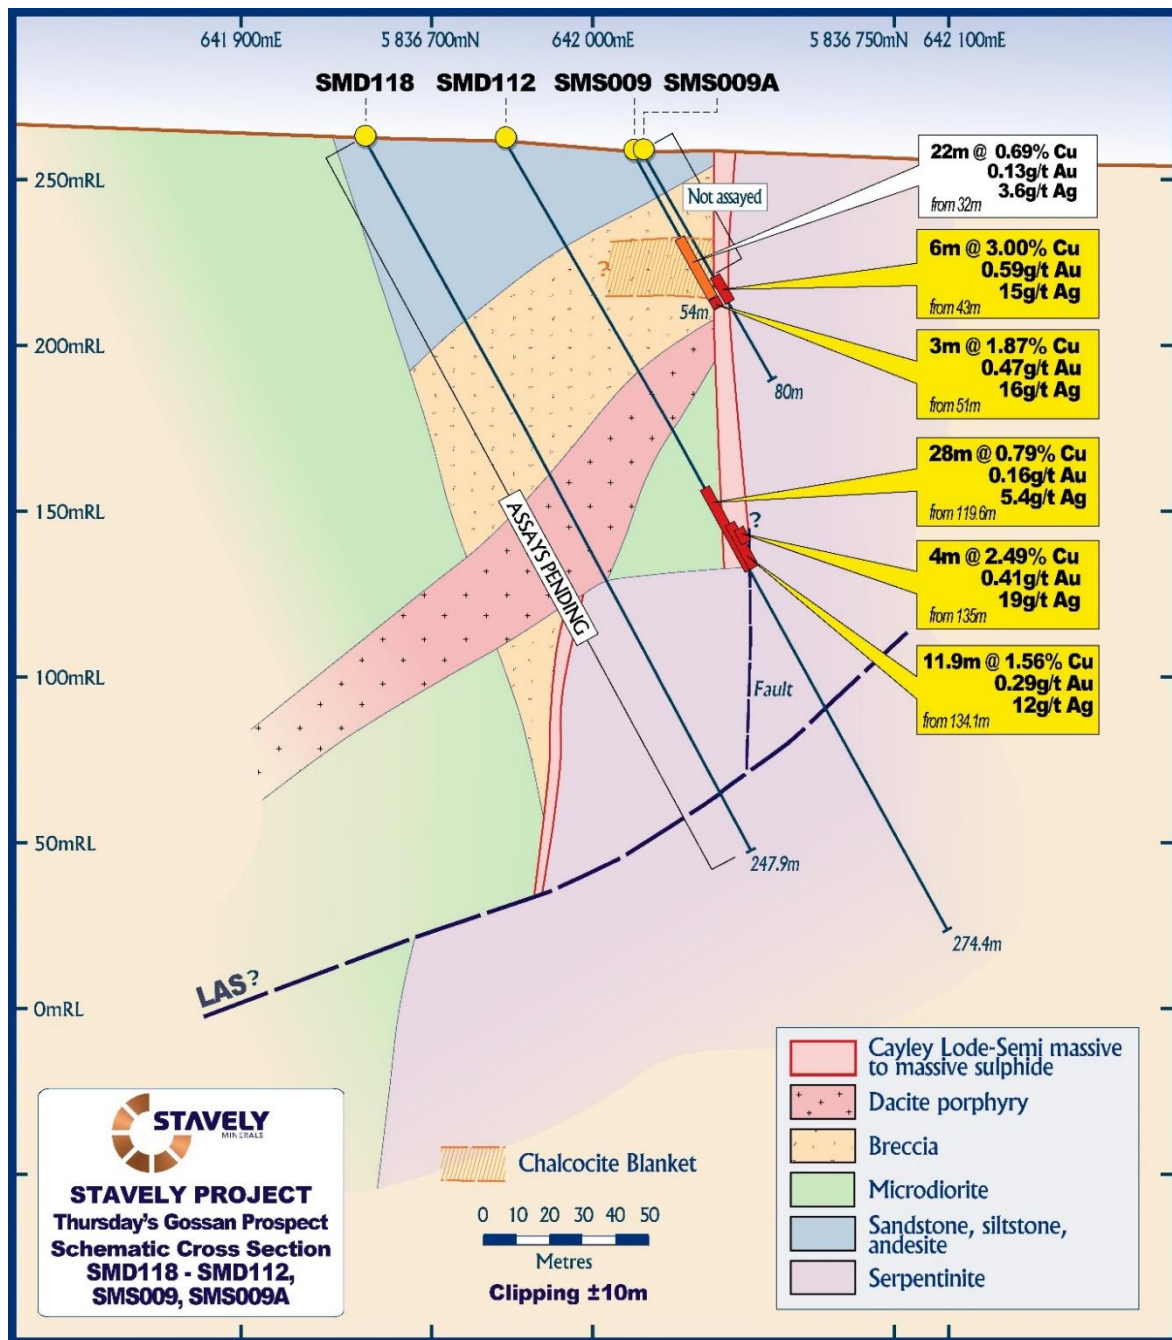 641 900mE
5 836 700mN
642 000mE
5 836 750mN
642 100mE
SMD118
SMD112
SMS009
SMS009A
250mRL
200mRL
150mRL
100mRL
50mRL
0mRL
Not assayed
?
54m
80m
ASSAYS PENDING
?
Fault
247.9m
274.4m
LAS?
22m @ 0.69% Cu
0.13g/t Au
3.6g/t Ag
from 32m
6m @ 3.00% Cu
0.59g/t Au
15g/t Ag
from 43m
3m @ 1.87% Cu
0.47g/t Au
16g/t Ag
from 51m
28m @ 0.79% Cu
0.16g/t Au
5.4g/t Ag
from 119.6m
4m @ 2.49% Cu
0.41g/t Au
19g/t Ag
from 135m
11.9m @ 1.56% Cu
0.29g/t Au
12g/t Ag
from 134.1m
STAVELY
MINERALS
STAVELY PROJECT
Thursday's Gossan Prospect
Schematic Cross Section
SMD118 - SMD112,
SMS009, SMS009A
Chalcocite Blanket
0 10 20 30 40 50
Metres
Clipping ±10m
Cayley Lode-Semi massive
to massive sulphide
Dacite porphyry
Breccia
Microdiorite
Sandstone, siltstone,
andesite
Serpentinite